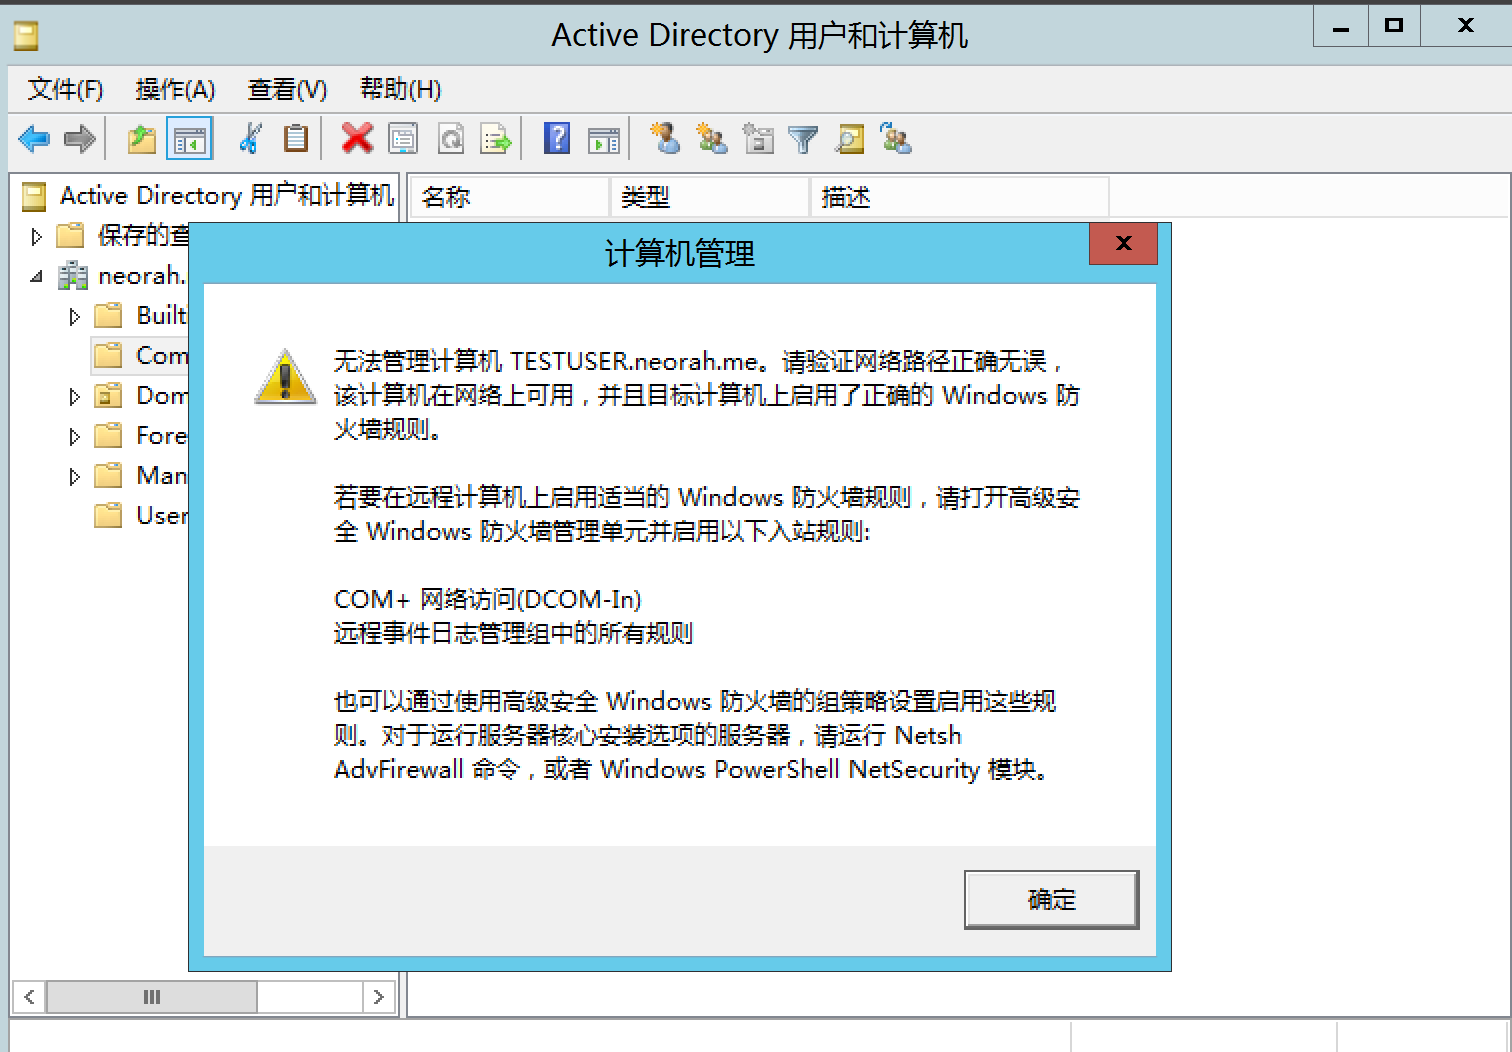 Active Directory 用户和计算机
文件(F) 操作(A) 查看(V) 帮助(H)
Active Directory 用户和计算机
名称 类型 描述
保存的查
neorah.
Builti
Com
Dom
Fore
Man
User
计算机管理
无法管理计算机 TESTUSER.neorah.me。请验证网络路径正确无误，
该计算机在网络上可用，并且目标计算机上启用了正确的 Windows 防
火墙规则。
若要在远程计算机上启用适当的 Windows 防火墙规则，请打开高级安
全 Windows 防火墙管理单元并启用以下入站规则:
COM+ 网络访问(DCOM-In)
远程事件日志管理组中的所有规则
也可以通过使用高级安全 Windows 防火墙的组策略设置启用这些规
则。对于运行服务器核心安装选项的服务器，请运行 Netsh
AdvFirewall 命令，或者 Windows PowerShell NetSecurity 模块。
确定